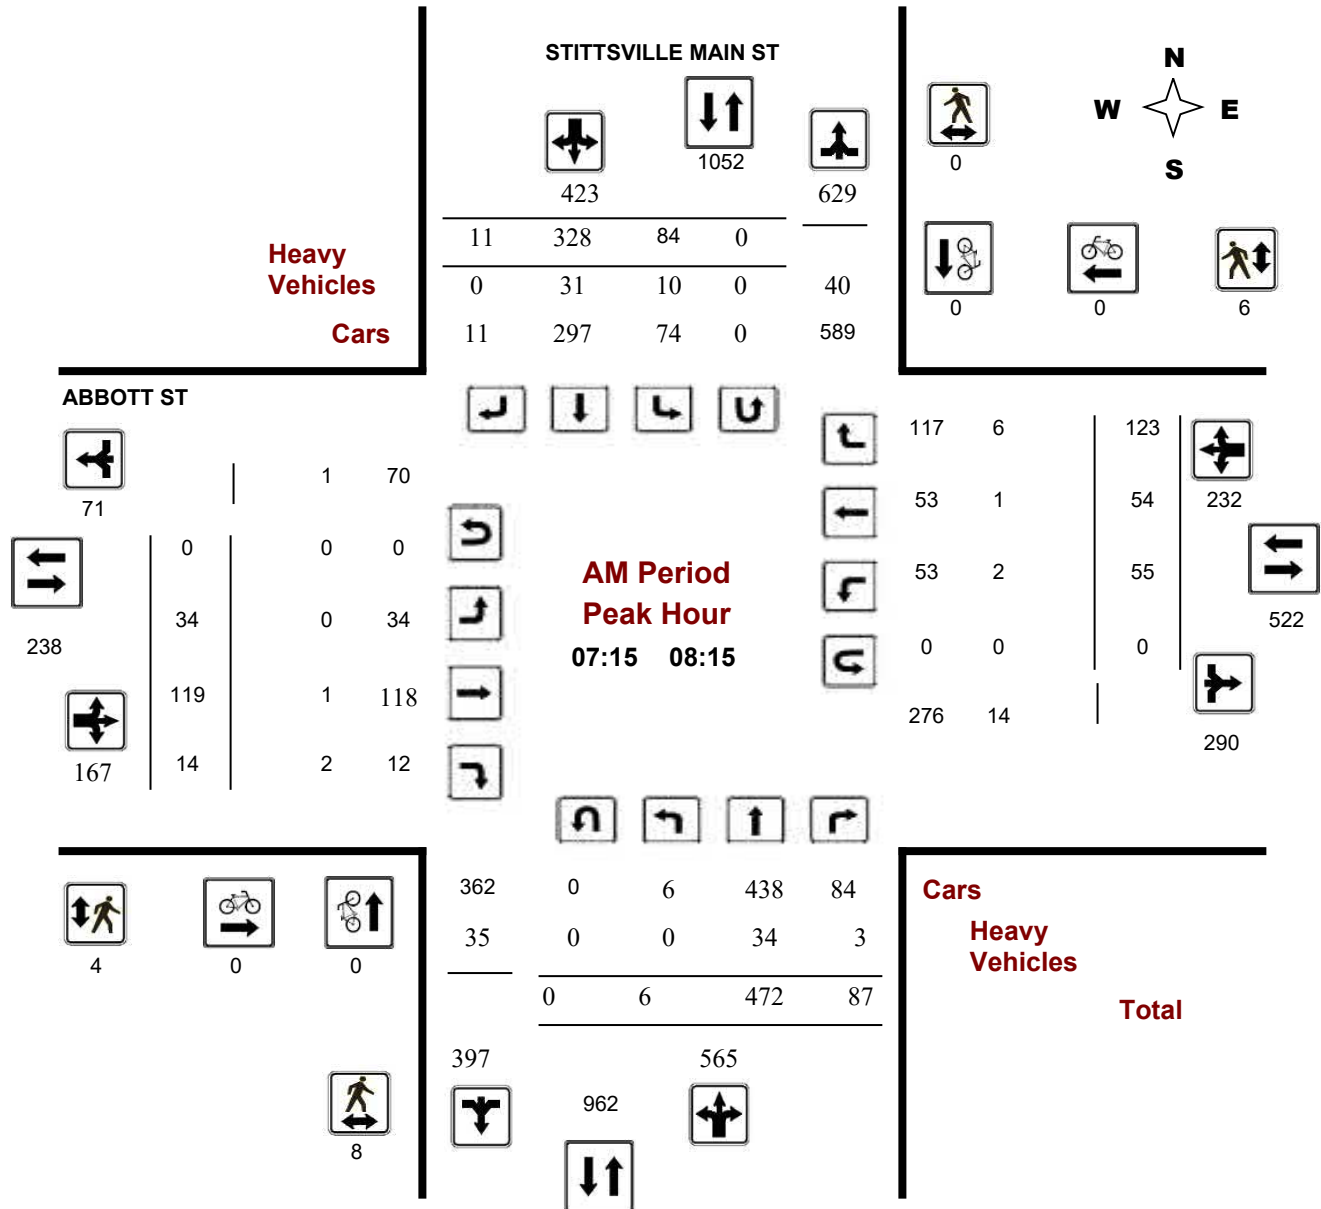 STITTSVILLE MAIN ST
N
W E
S
1052
0
423 629
11 328 84 0
Heavy
Vehicles
0 31 10 0 40
0 0 6
Cars
11 297 74 0 589
ABBOTT ST
117 6 123
1 70
71
53 1 54 232
0 0 0
AM Period
53 2 55
Peak Hour
34 0 34
522
238
07:15 08:15
0 0 0
119 1 118
276 14
290
167
14 2 12
362 0 6 438 84
Cars
35 0 0 34 3
Heavy
Vehicles
4 0 0
0 6 472 87
Total
397 565
962
8